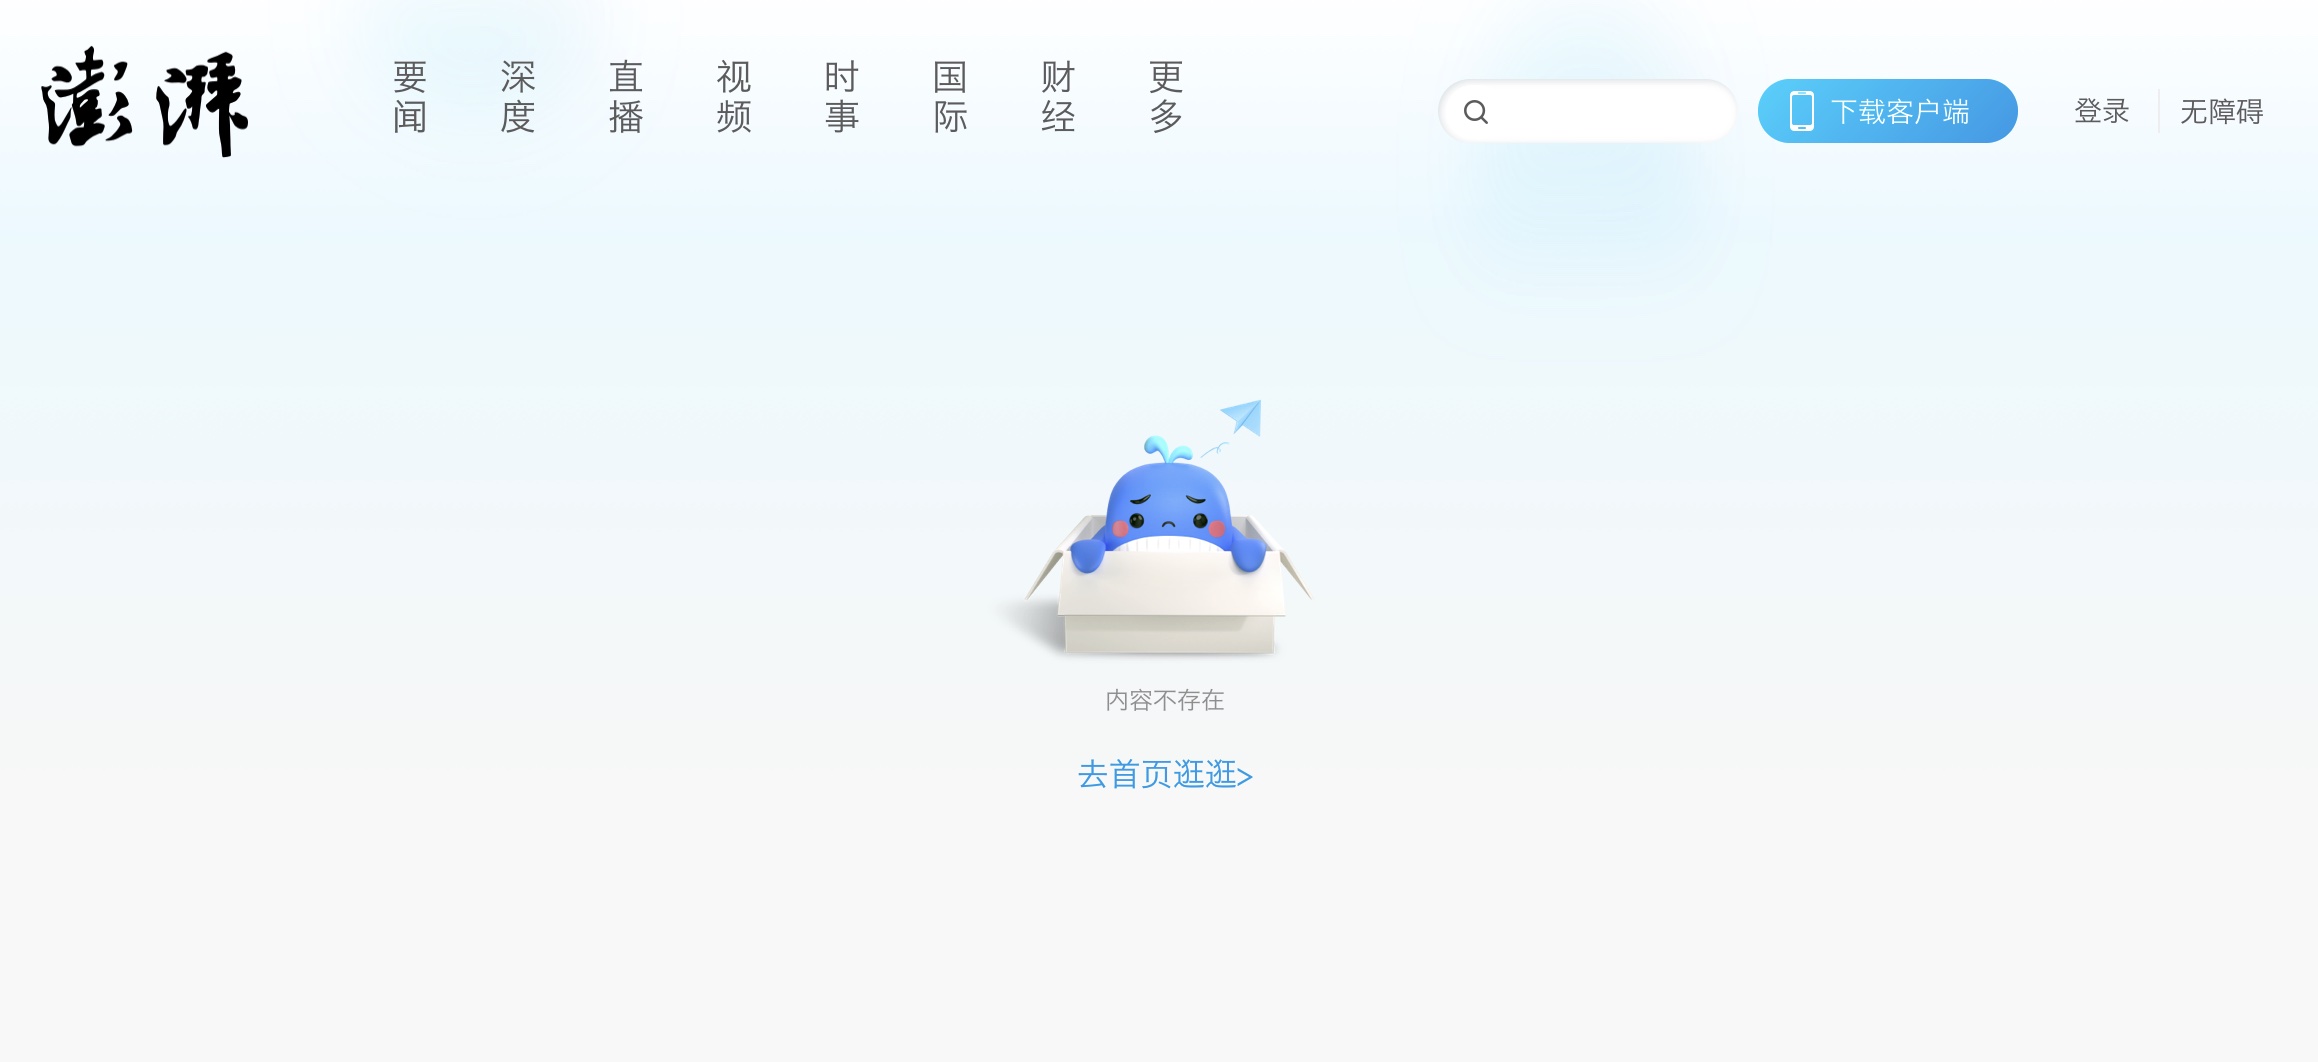 澎湃
要闻
深度
直播
视频
时事
国际
财经
更多
下载客户端
登录
无障碍
内容不存在
去首页逛逛>